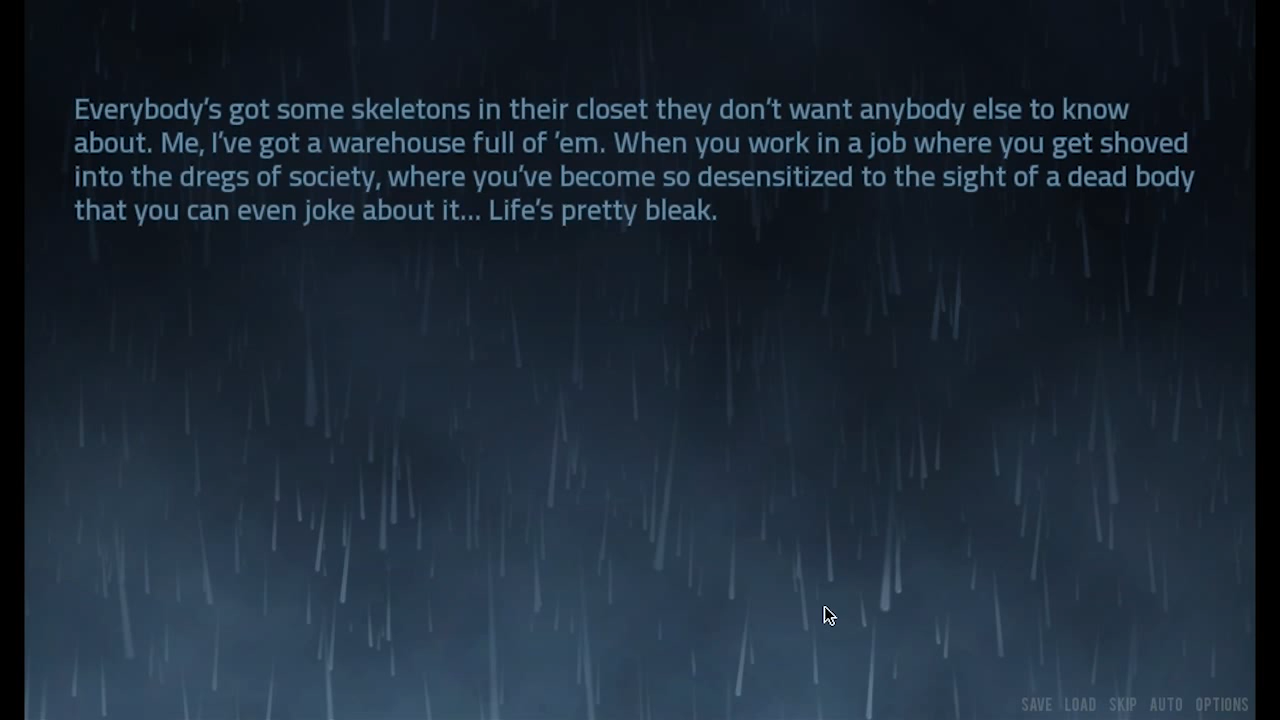 Everybody’s got some skeletons in their closet they don’t want anybody else to know
about. Me, I’ve got a warehouse full of ’em. When you work in a job where you get shoved
into the dregs of society, where you’ve become so desensitized to the sight of a dead body
that you can even joke about it... Life’s pretty bleak.
SAVE LOAD SKIP AUTO OPTIONS